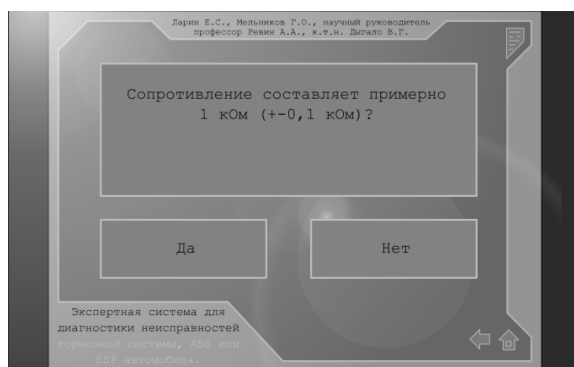 Ларин Е.С., Мельников Г.О., научный руководитель
профессор Ревин А.А., к.т.н. Дыгало В.Г.
Сопротивление составляет примерно
1 кОм (+-0,1 кОм)?
Да
Нет
Экспертная система для
диагностики неисправностей
тормозной системы, ABS или
ESP автомобиля.